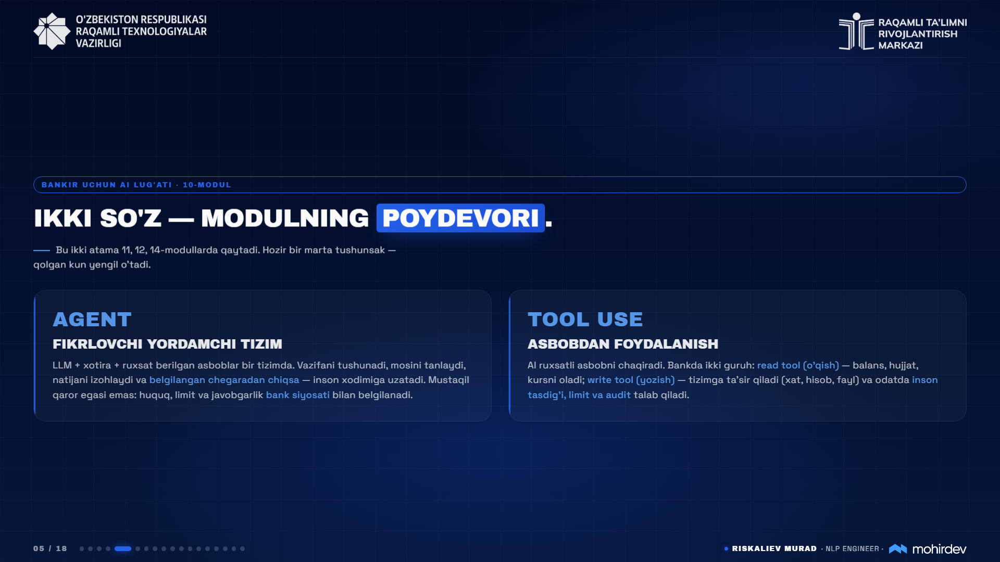 O'ZBEKISTON RESPUBLIKASI
RAQAMLI TEXNOLOGIYALAR
VAZIRLIGI
RAQAMLI TA'LIMNI
RIVOJLANTIRISH
MARKAZI
BANKIR UCHUN AI LUG'ATI · 10-MODUL
IKKI SO'Z — MODULNING POYDEVORI.
Bu ikki atama 11, 12, 14-modullarda qaytadi. Hozir bir marta tushunsak —
qolgan kun yengil o'tadi.
AGENT
FIKRLOVCHI YORDAMCHI TIZIM
LLM + xotira + ruxsat berilgan asboblar bir tizimda. Vazifani tushunadi, mosini tanlaydi,
natijani izohlaydi va belgilangan chegaradan chiqsa — inson xodimiga uzatadi. Mustaqil
qaror egasi emas: huquq, limit va javobgarlik bank siyosati bilan belgilanadi.
TOOL USE
ASBOBDAN FOYDALANISH
AI ruxsatli asbobni chaqiradi. Bankda ikki guruh: read tool (o'qish) — balans, hujjat,
kursni oladi; write tool (yozish) — tizimga ta'sir qiladi (xat, hisob, fayl) va odatda inson
tasdig'i, limit va audit talab qiladi.
05 / 18
RISKALIEV MURAD · NLP ENGINEER · mohirdev